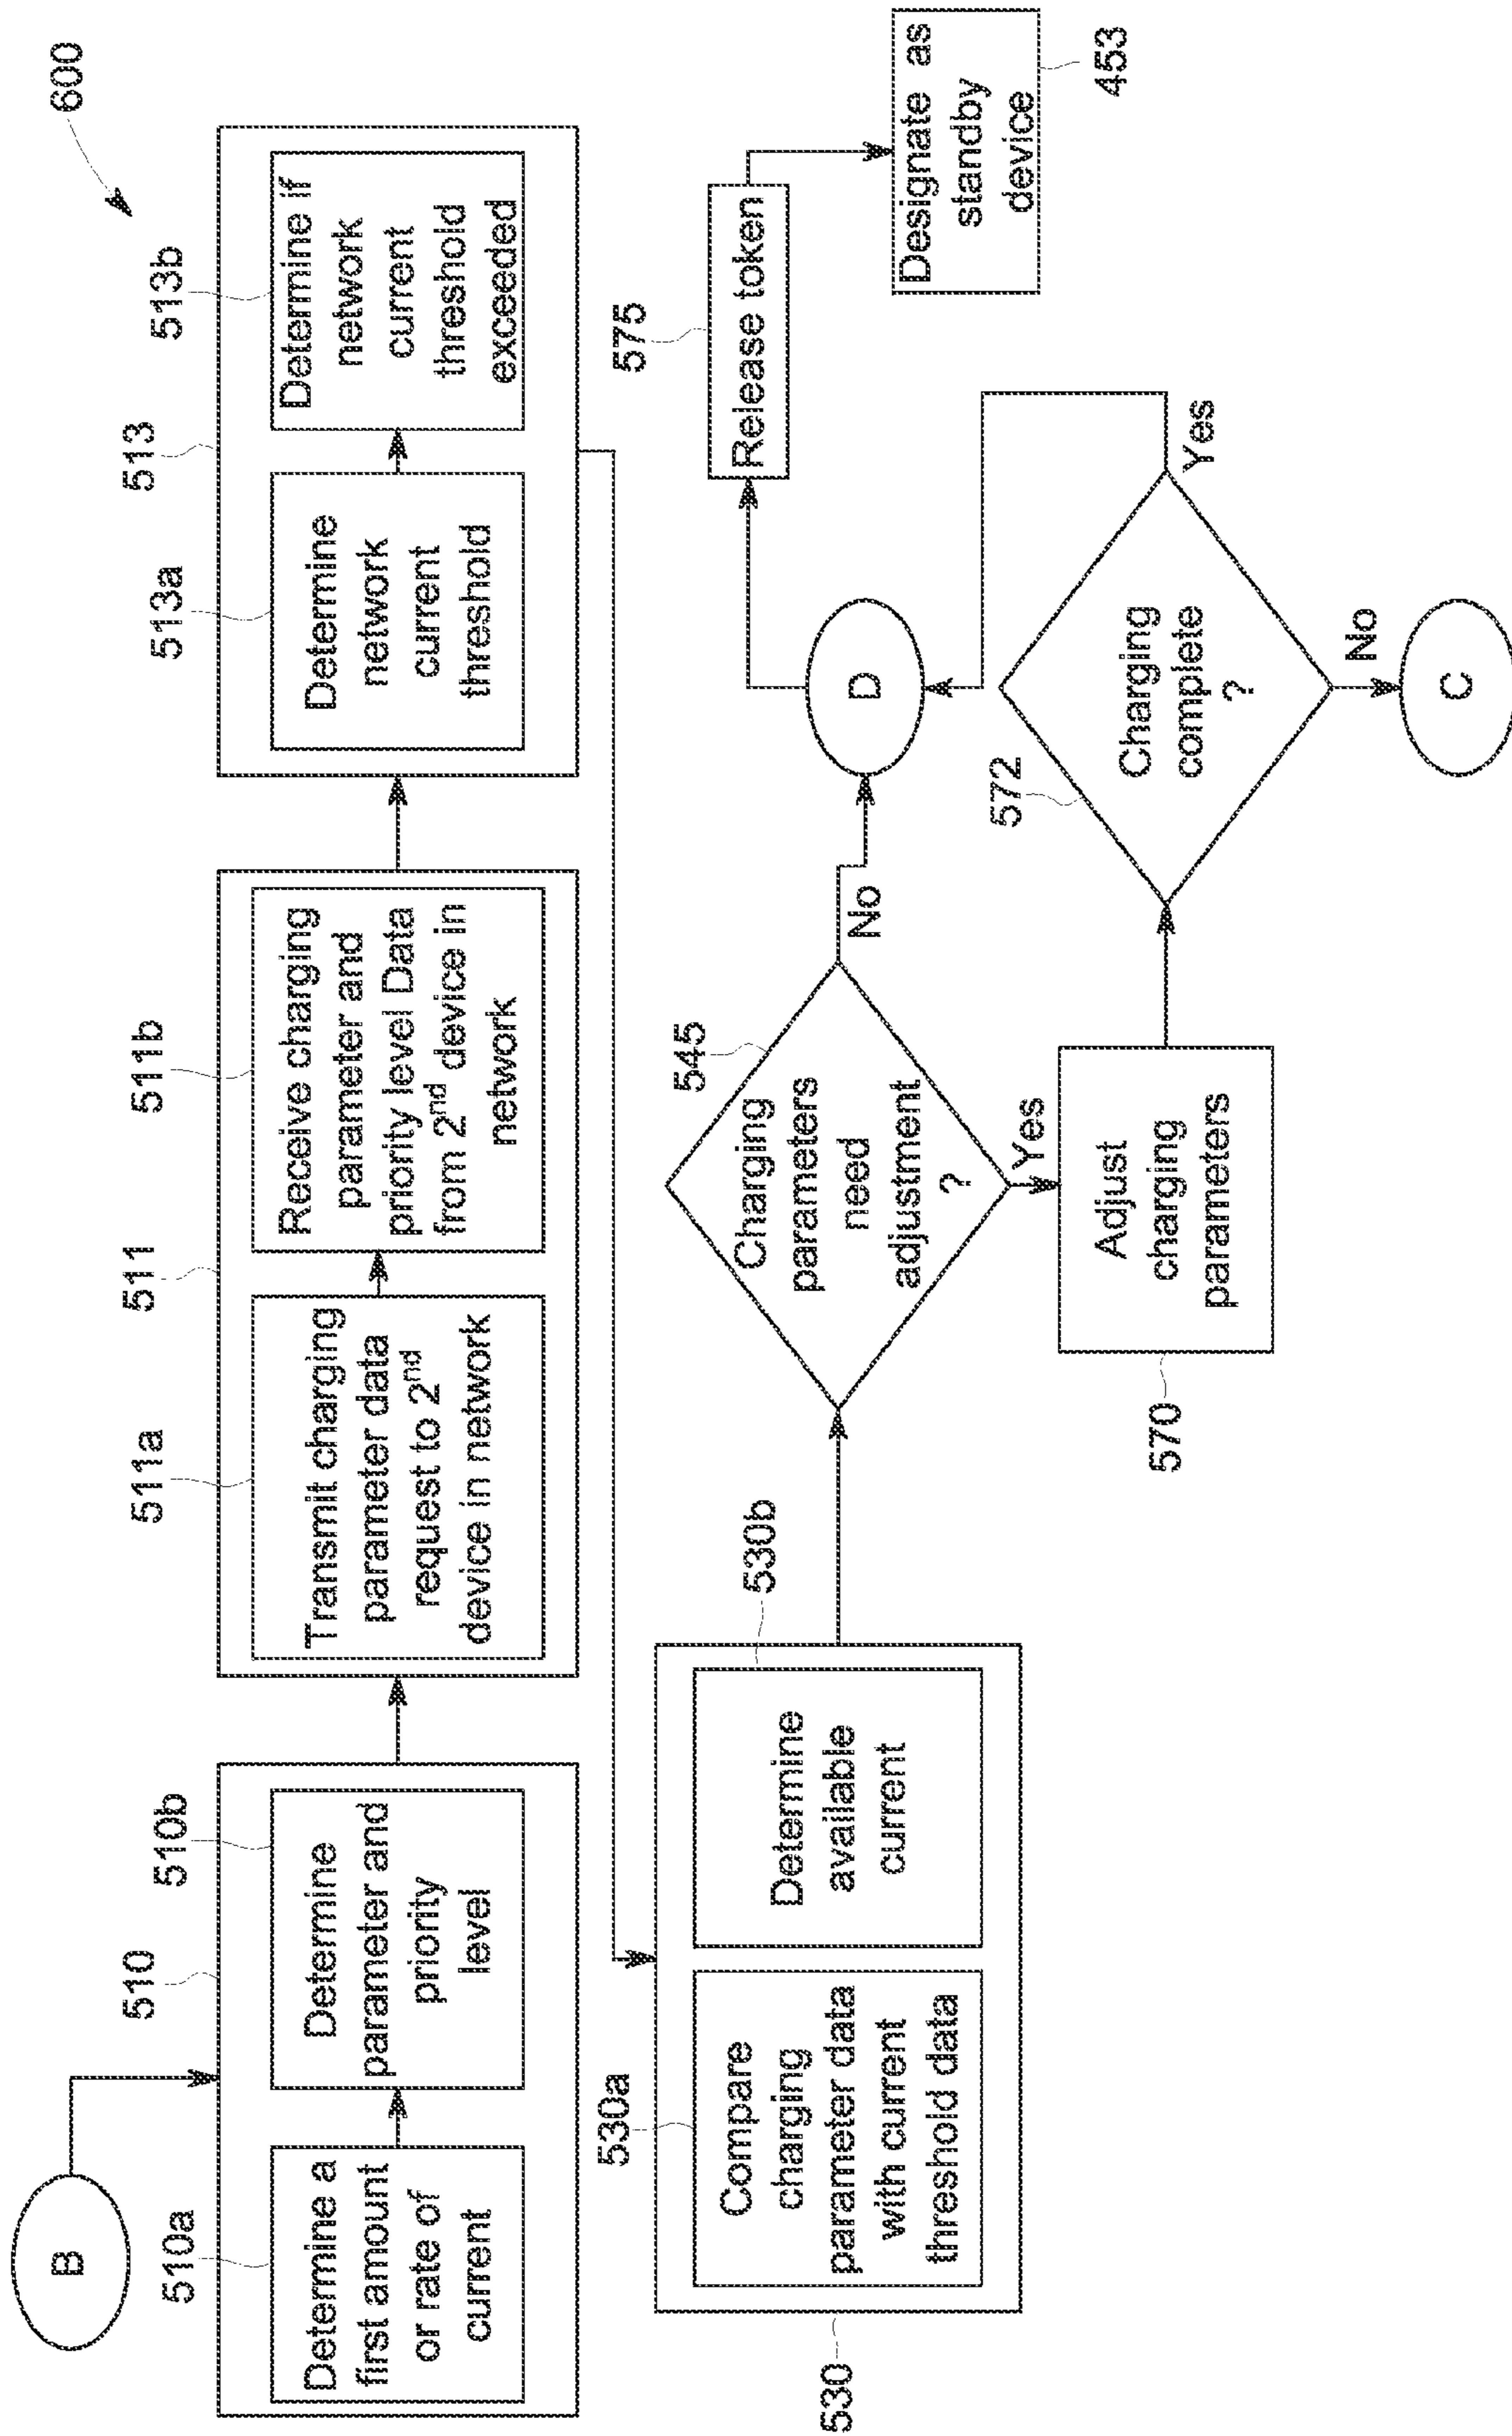 600
B
510
510a
Determine a
first amount
or rate of
current
510b
Determine
parameter and
priority
level
511
511a
Transmit charging
parameter data
request to 2nd
device in network
511b
Receive charging
parameter and
priority level Data
from 2nd device in
network
513
513a
Determine
network
current
threshold
513b
Determine if
network
current
threshold
exceeded
530
530a
Compare
charging
parameter data
with current
threshold data
530b
Determine
available
current
545
Charging
parameters
need
adjustment
?
No
Yes
570
Adjust
charging
parameters
572
Charging
complete
?
Yes
No
C
D
575
Release token
Designate as
standby
device
453